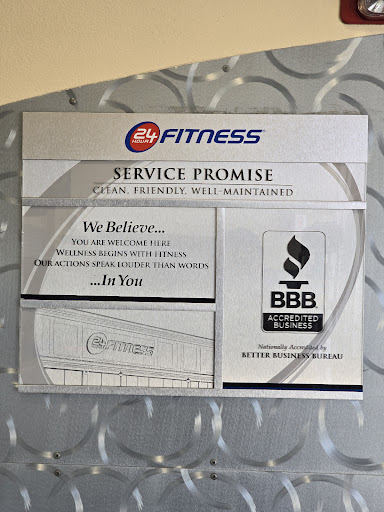 24 HOUR FITNESS
SERVICE PROMISE
CLEAN, FRIENDLY, WELL-MAINTAINED
We Believe...
YOU ARE WELCOME HERE
WELLNESS BEGINS WITH FITNESS
OUR ACTIONS SPEAK LOUDER THAN WORDS
...In You
24 FITNESS
BBB
ACCREDITED
BUSINESS
Nationally Accredited by
BETTER BUSINESS BUREAU